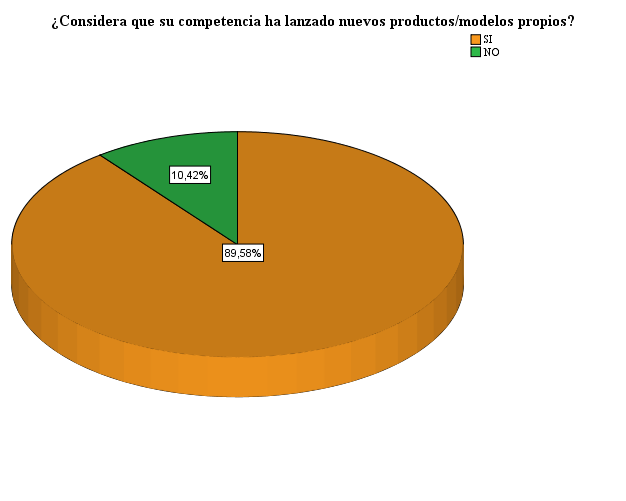 ¿Considera que su competencia ha lanzado nuevos productos/modelos propios?
SI
NO
10,42%
89,58%